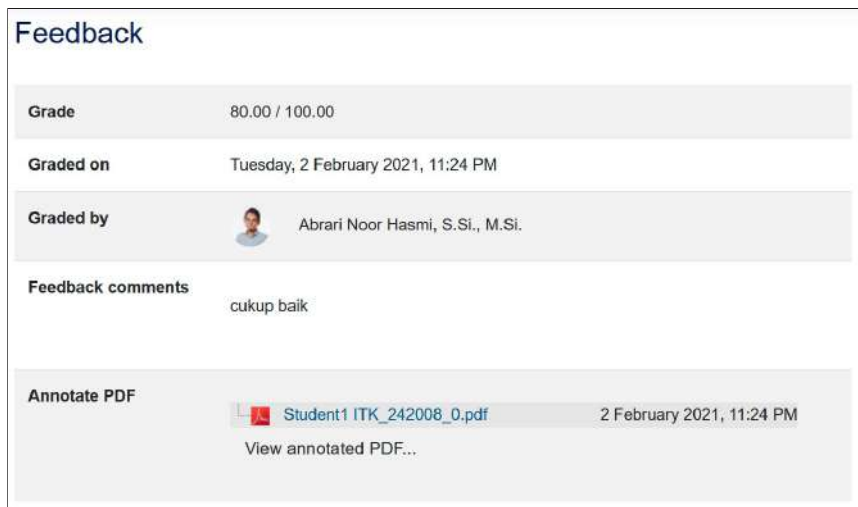 Feedback
Grade 80.00 / 100.00
Graded on Tuesday, 2 February 2021, 11:24 PM
Graded by Abrari Noor Hasmi, S.Si., M.Si.
Feedback comments
cukup baik
Annotate PDF
Student1 ITK_242008_0.pdf 2 February 2021, 11:24 PM
View annotated PDF...